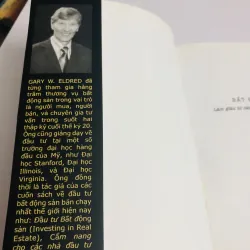 GARY W. ELDRED đã
từng tham gia hàng
trăm thương vụ bất
động sản trong vai trò
là người mua, người
bán, và chuyên gia tư
vấn trong suốt hai
thập kỷ cuối thế kỷ 20.
Ông cũng giảng dạy về
đầu tư tại một số
trường đại học hàng
đầu của Mỹ, như Đại
học Stanford, Đại học
Illinois, và Đại học
Virginia. Ông đồng
thời là tác giả của các
cuốn sách về đầu tư
bất động sản bán chạy
nhất thế giới hiện nay
như: Đầu tư Bất động
sản (Investing in Real
Estate), Cẩm nang
cho các nhà đầu tư